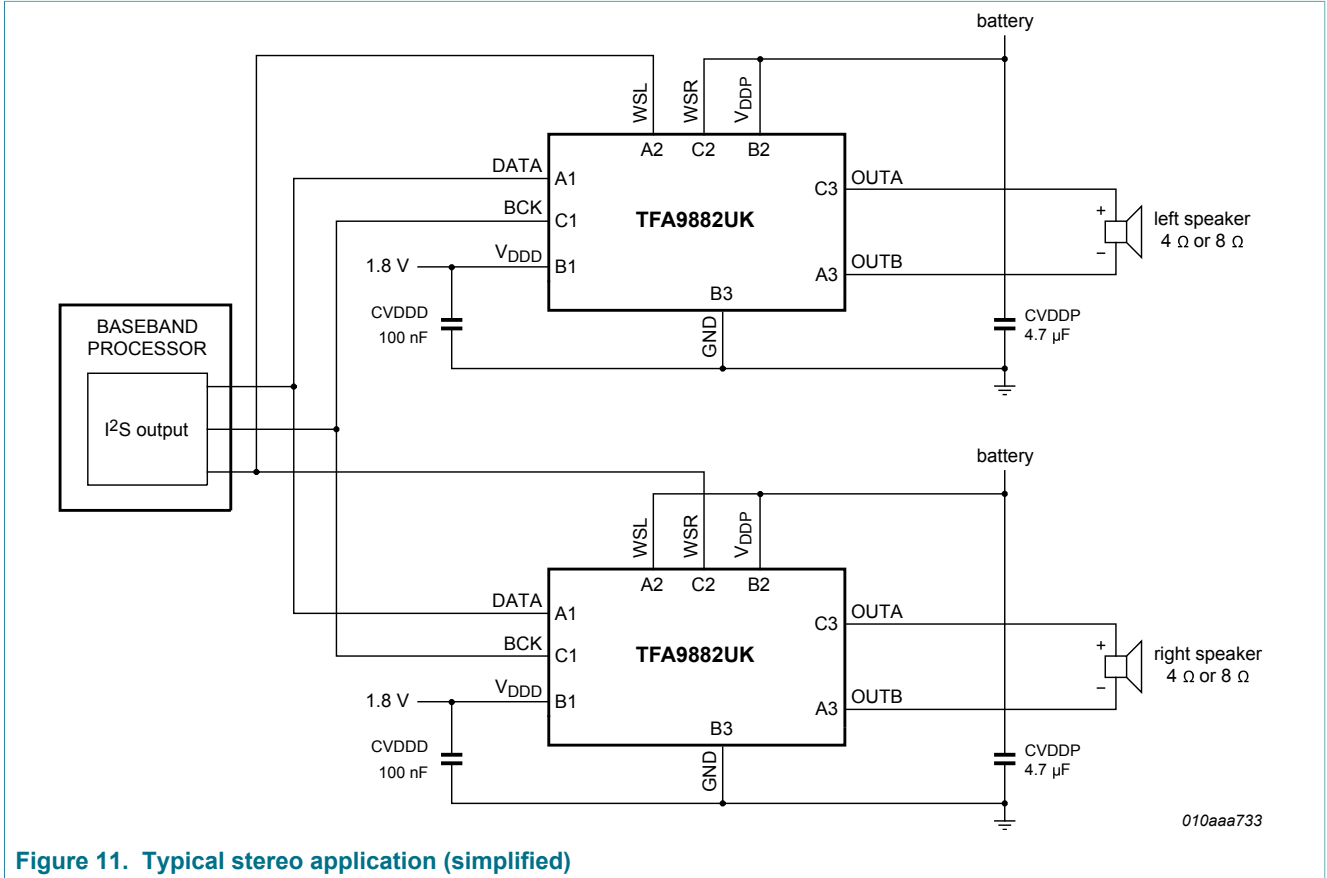 battery
WSL
WSR
VDDP
A2 C2 B2
DATA
A1
C3
OUTA
BCK
C1
TFA9882UK
+
left speaker
4 Ω or 8 Ω
−
1.8 V
VDDD
B1
A3
OUTB
B3
GND
CVDDD
100 nF
CVDDP
4.7 µF
BASEBAND
PROCESSOR
I2S output
battery
WSL
WSR
VDDP
A2 C2 B2
DATA
A1
C3
OUTA
BCK
C1
TFA9882UK
+
right speaker
4 Ω or 8 Ω
−
1.8 V
VDDD
B1
A3
OUTB
B3
GND
CVDDD
100 nF
CVDDP
4.7 µF
010aaa733
Figure 11. Typical stereo application (simplified)